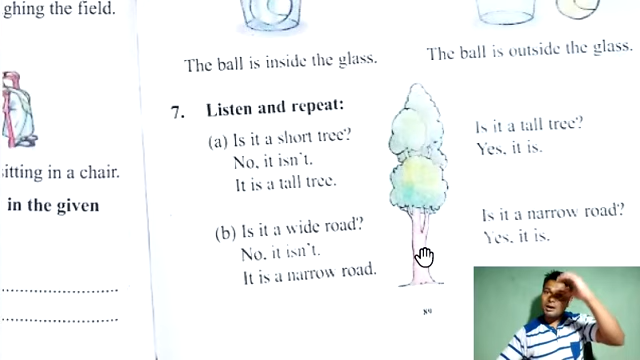 ghing the field.
itting in a chair.
in the given
The ball is inside the glass.
The ball is outside the glass.
7. Listen and repeat:
(a) Is it a short tree?
No, it isn't.
It is a tall tree.
Is it a tall tree?
Yes, it is.
(b) Is it a wide road?
No, it isn't.
It is a narrow road.
Is it a narrow road?
Yes, it is.